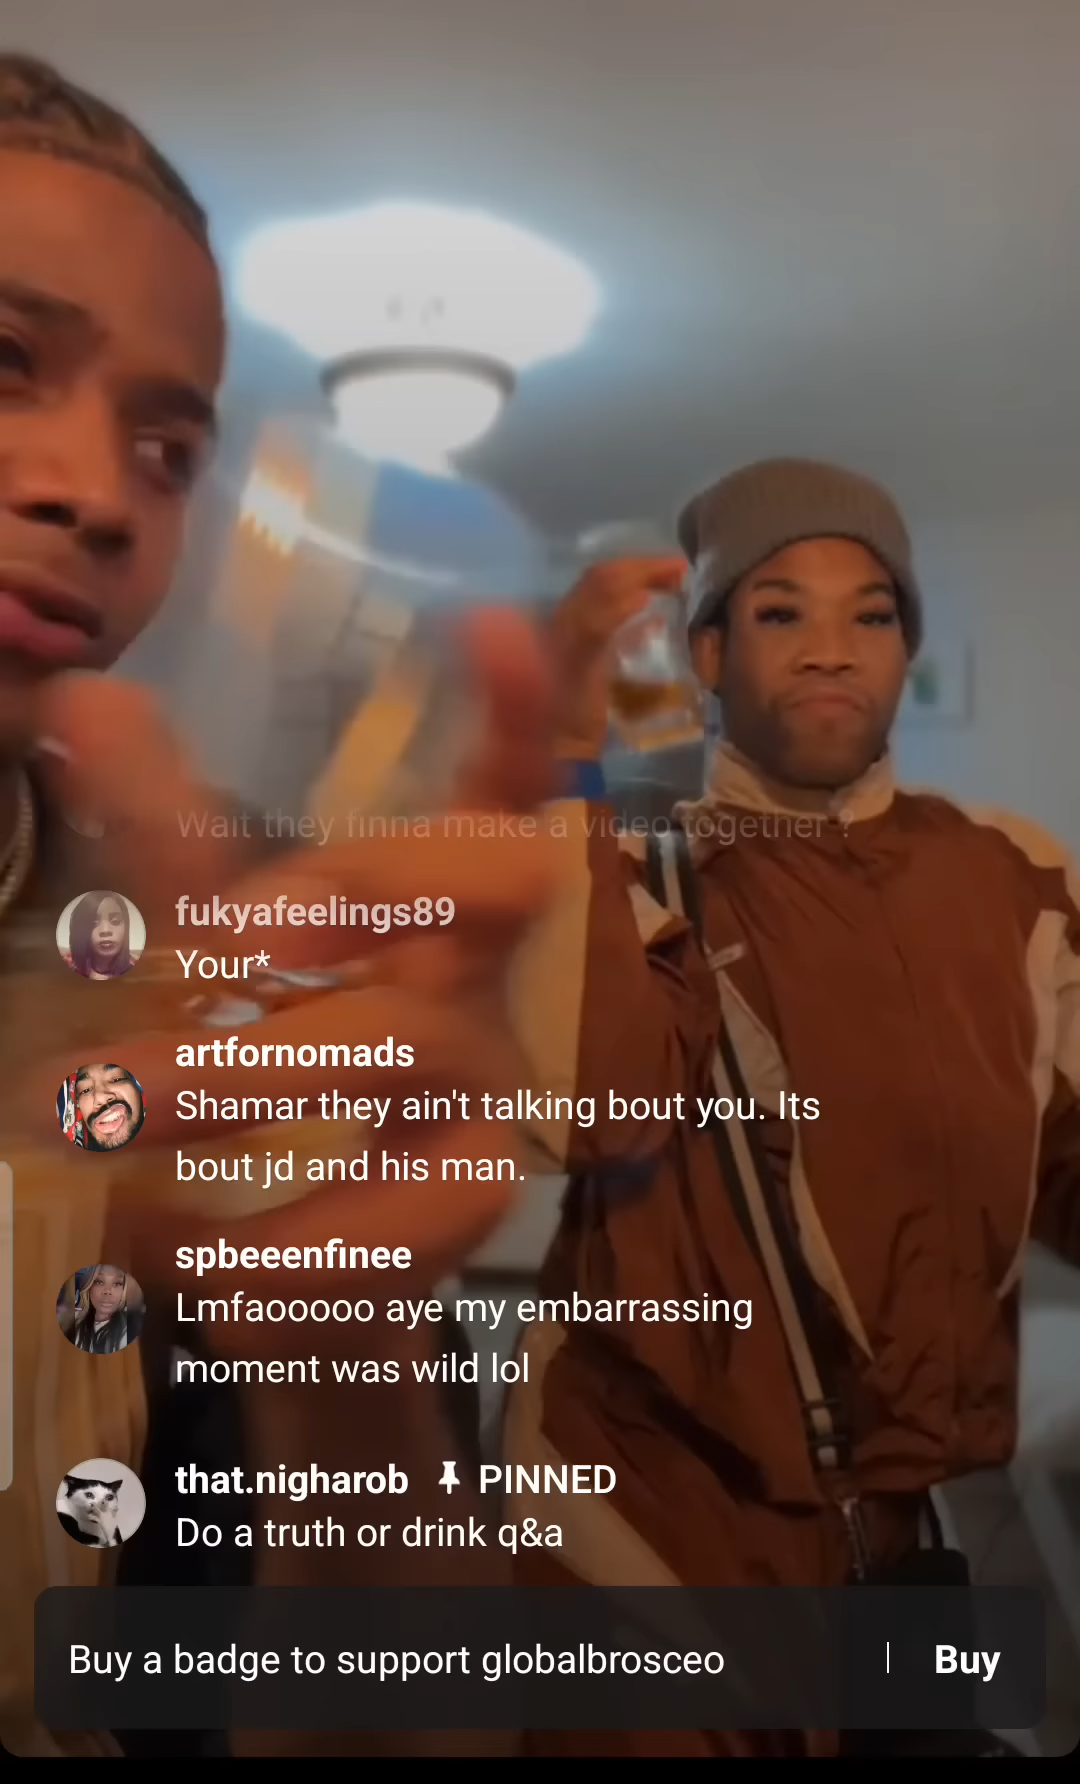 Wait they finna make a video together ?
fukyafeelings89
Your*
artfornomads
Shamar they ain't talking bout you. Its
bout jd and his man.
spbeeenfinee
Lmfaooooo aye my embarrassing
moment was wild lol
that.nigharob PINNED
Do a truth or drink q&a
Buy a badge to support globalbrosceo | Buy